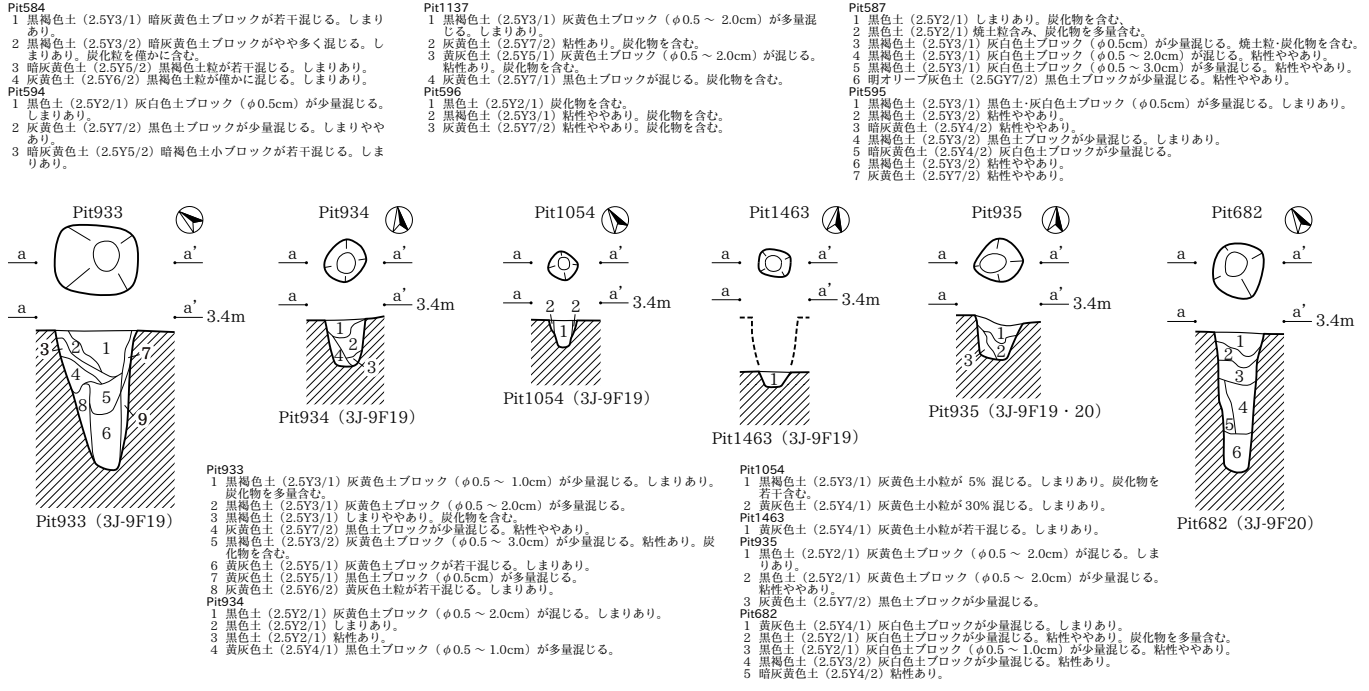 Pit584
1 黒褐色土（2.5Y3/1）暗灰黄色土ブロックが若干混じる。しまり
あり。
2 黒褐色土（2.5Y3/2）暗灰黄色土ブロックがやや多く混じる。し
まりあり。炭化粒を僅かに含む。
3 暗灰黄色土（2.5Y5/2）黒褐色土粒が若干混じる。しまりあり。
4 灰黄色土（2.5Y6/2）黒褐色土粒が僅かに混じる。しまりあり。
Pit594
1 黒色土（2.5Y2/1）灰白色土ブロック（φ0.5cm）が少量混じる。
しまりあり。
2 灰黄色土（2.5Y7/2）黒色土ブロックが少量混じる。しまりやや
あり。
3 暗灰黄色土（2.5Y5/2）暗褐色土小ブロックが若干混じる。しま
りあり。
Pit1137
1 黒褐色土（2.5Y3/1）灰黄色土ブロック（φ0.5 ～ 2.0cm）が多量混
じる。しまりあり。
2 灰黄色土（2.5Y7/2）粘性あり。炭化物を含む。
3 黄灰色土（2.5Y5/1）灰黄色土ブロック（φ0.5 ～ 2.0cm）が混じる。
粘性あり。炭化物を含む。
4 灰黄色土（2.5Y7/1）黒色土ブロックが混じる。炭化物を含む。
Pit596
1 黒色土（2.5Y2/1）炭化物を含む。
2 黒褐色土（2.5Y3/1）粘性ややあり。炭化物を含む。
3 灰黄色土（2.5Y7/2）粘性ややあり。炭化物を含む。
Pit587
1 黒色土（2.5Y2/1）しまりあり。炭化物を含む、
2 黒色土（2.5Y2/1）焼土粒含み、炭化物を多量含む。
3 黒褐色土（2.5Y3/1）灰白色土ブロック（φ0.5cm）が少量混じる。焼土粒・炭化物を含む。
4 黒褐色土（2.5Y3/1）灰白色土ブロック（φ0.5 ～ 2.0cm）が混じる。粘性ややあり。
5 黒褐色土（2.5Y3/1）灰白色土ブロック（φ0.5 ～ 3.0cm）が多量混じる。粘性ややあり。
6 明オリーブ灰色土（2.5GY7/2）黒色土ブロックが少量混じる。粘性ややあり。
Pit595
1 黒褐色土（2.5Y3/1）黒色土・灰白色土ブロック（φ0.5cm）が多量混じる。しまりあり。
2 黒褐色土（2.5Y3/2）粘性ややあり。
3 暗灰黄色土（2.5Y4/2）粘性ややあり。
4 黒褐色土（2.5Y3/2）黒色土ブロックが少量混じる。しまりあり。
5 暗灰黄色土（2.5Y4/2）灰白色土ブロックが少量混じる。
6 黒褐色土（2.5Y3/2）粘性ややあり。
7 灰黄色土（2.5Y7/2）粘性ややあり。
Pit933
a a’
a a’ 3.4m
3 2 1 7
4
5
8
9
6
Pit933（3J-9F19）
Pit934
a a’
a a’ 3.4m
1
2
4
3
Pit934（3J-9F19）
Pit1054
a a’
a a’ 3.4m
2 2
1
Pit1054（3J-9F19）
Pit1463
a a’
a a’ 3.4m
1
Pit1463（3J-9F19）
Pit935
a a’
a a’ 3.4m
1
2
3
Pit935（3J-9F19・20）
Pit682
a a’
a a’ 3.4m
1
2
3
4
5
6
Pit682（3J-9F20）
Pit933
1 黒褐色土（2.5Y3/1）灰黄色土ブロック（φ0.5 ～ 1.0cm）が少量混じる。しまりあり。
炭化物を多量含む。
2 黒褐色土（2.5Y3/1）灰黄色土ブロック（φ0.5 ～ 2.0cm）が多量混じる。
3 黒褐色土（2.5Y3/1）しまりややあり。炭化物を含む。
4 灰黄色土（2.5Y7/2）黒色土ブロックが少量混じる。粘性ややあり。
5 黒褐色土（2.5Y3/2）灰黄色土ブロック（φ0.5 ～ 3.0cm）が少量混じる。粘性あり。炭
化物を含む。
6 黄灰色土（2.5Y5/1）灰黄色土ブロックが若干混じる。しまりあり。
7 黄灰色土（2.5Y5/1）黒色土ブロック（φ0.5cm）が多量混じる。
8 灰黄色土（2.5Y6/2）黄灰色土粒が若干混じる。しまりあり。
Pit934
1 黒色土（2.5Y2/1）灰黄色土ブロック（φ0.5 ～ 2.0cm）が混じる。しまりあり。
2 黒色土（2.5Y2/1）しまりあり。
3 黒色土（2.5Y2/1）粘性あり。
4 黄灰色土（2.5Y4/1）黒色土ブロック（φ0.5 ～ 1.0cm）が多量混じる。
Pit1054
1 黒褐色土（2.5Y3/1）灰黄色土小粒が 5% 混じる。しまりあり。炭化物を
若干含む。
2 黄灰色土（2.5Y4/1）灰黄色土小粒が30%混じる。しまりあり。
Pit1463
1 黄灰色土（2.5Y4/1）灰黄色土小粒が若干混じる。しまりあり。
Pit935
1 黒色土（2.5Y2/1）灰黄色土ブロック（φ0.5 ～ 2.0cm）が混じる。しま
りあり。
2 黒色土（2.5Y2/1）灰黄色土ブロック（φ0.5 ～ 2.0cm）が少量混じる。
粘性ややあり。
3 灰黄色土（2.5Y7/2）黒色土ブロックが少量混じる。
Pit682
1 黄灰色土（2.5Y4/1）灰白色土ブロックが少量混じる。しまりあり。
2 黒色土（2.5Y2/1）灰白色土ブロックが少量混じる。粘性ややあり。炭化物を多量含む。
3 黒色土（2.5Y2/1）灰白色土ブロック（φ0.5 ～ 1.0cm）が少量混じる。粘性ややあり。
4 黒褐色土（2.5Y3/2）灰白色土ブロックが少量混じる。粘性あり。
5 暗灰黄色土（2.5Y4/2）粘性あり。